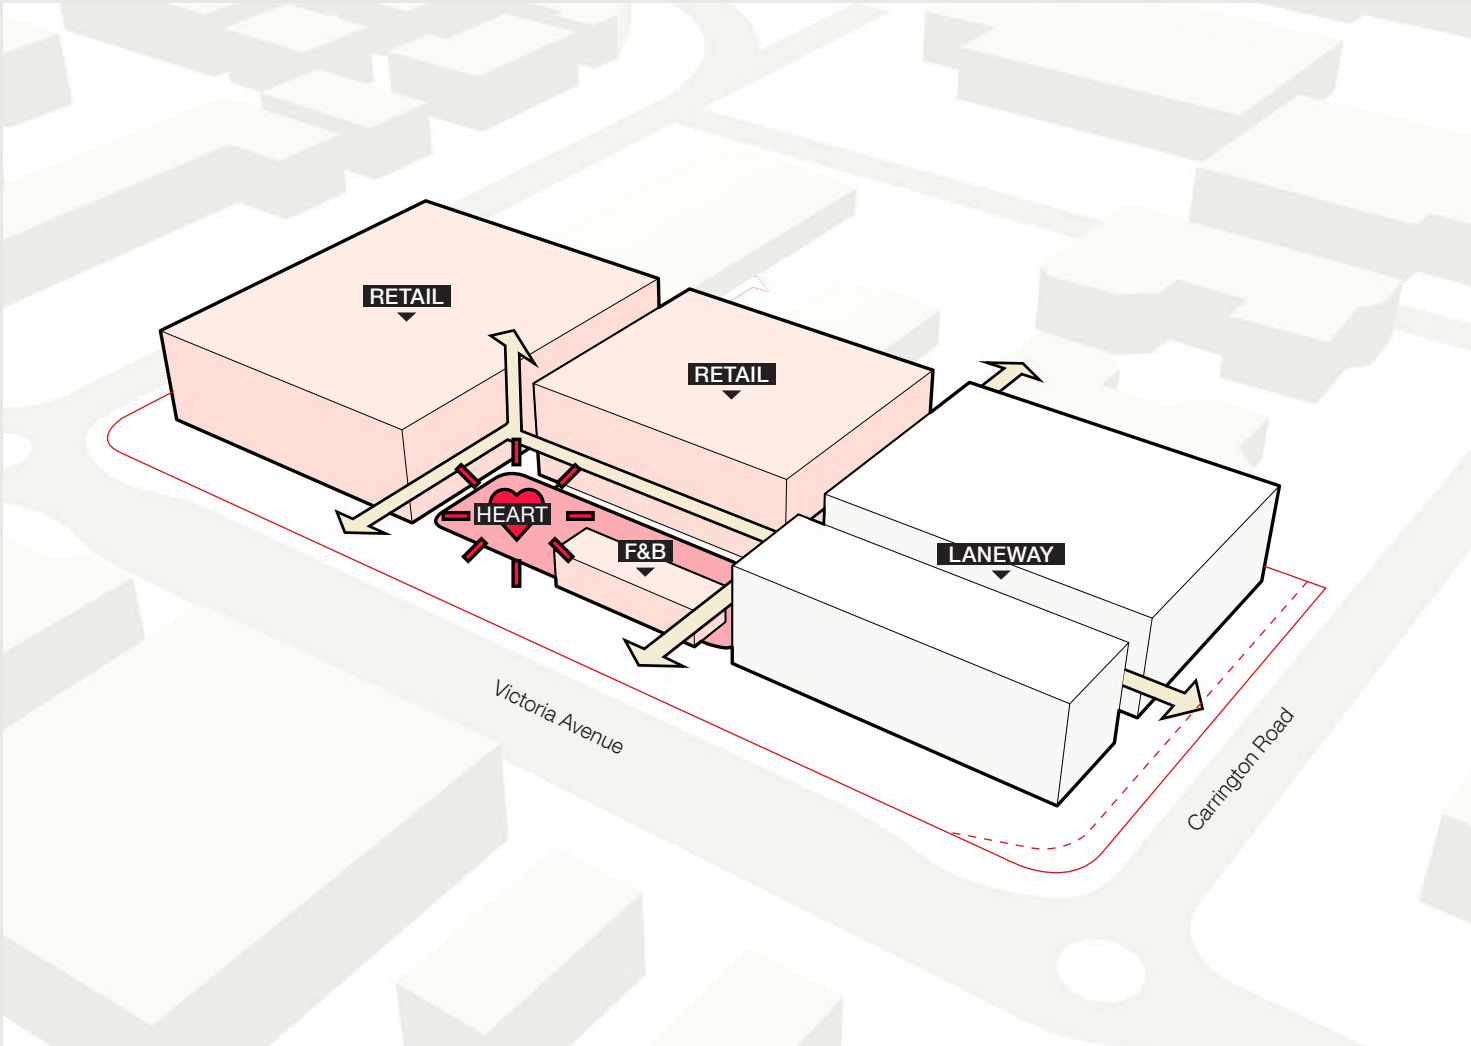 RETAIL
RETAIL
HEART
F&B
LANEWAY
Victoria Avenue
Carrington Road